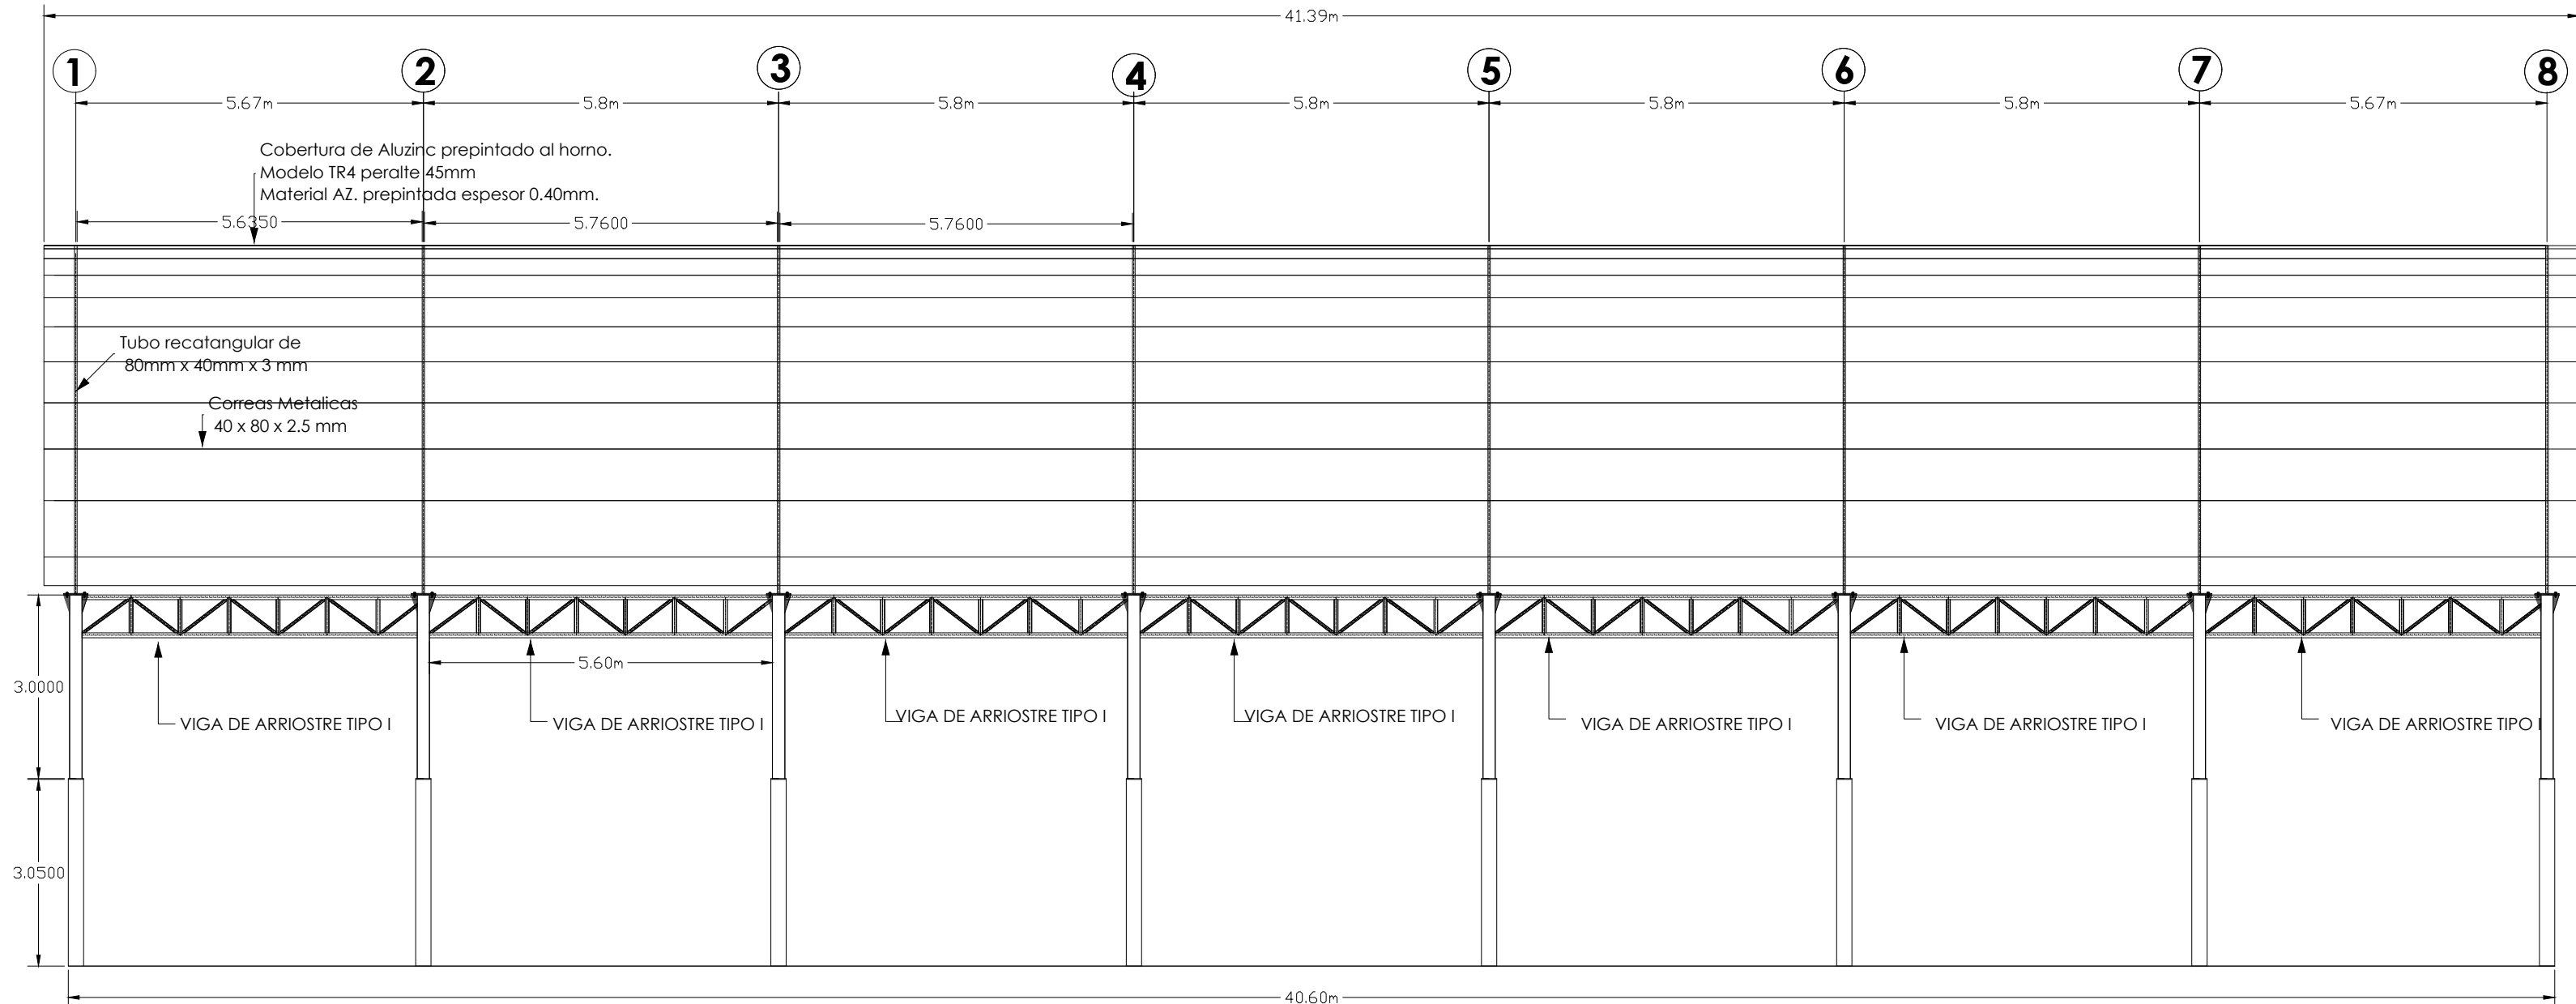 41.39m
1 2 3 4 5 6 7 8
5.67m 5.8m 5.8m 5.8m 5.8m 5.8m 5.67m
Cobertura de Aluzinc prepintado al horno.
Modelo TR4 peralte 45mm
Material AZ. prepintada espesor 0.40mm.
5.6350 5.7600 5.7600
Tubo recatangular de
80mm x 40mm x 3 mm
Correas Metalicas
40 x 80 x 2.5 mm
5.60m
3.0000
VIGA DE ARRIOSTRE TIPO I VIGA DE ARRIOSTRE TIPO I VIGA DE ARRIOSTRE TIPO I VIGA DE ARRIOSTRE TIPO I VIGA DE ARRIOSTRE TIPO I VIGA DE ARRIOSTRE TIPO I VIGA DE ARRIOSTRE TIPO I
3.0500
40.60m